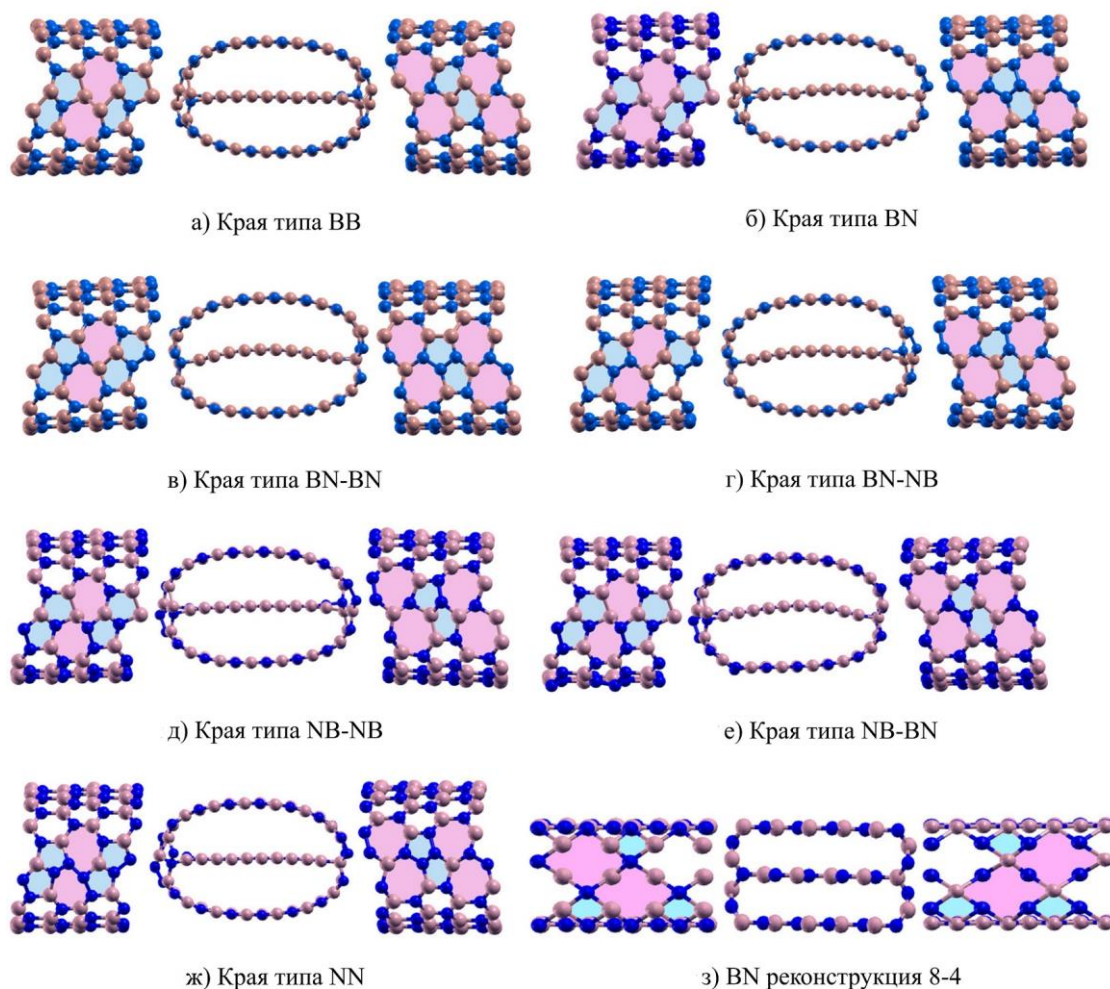 а) Края типа BB
б) Края типа BN
в) Края типа BN-BN
г) Края типа BN-NB
д) Края типа NB-NB
е) Края типа NB-BN
ж) Края типа NN
з) BN реконструкция 8-4